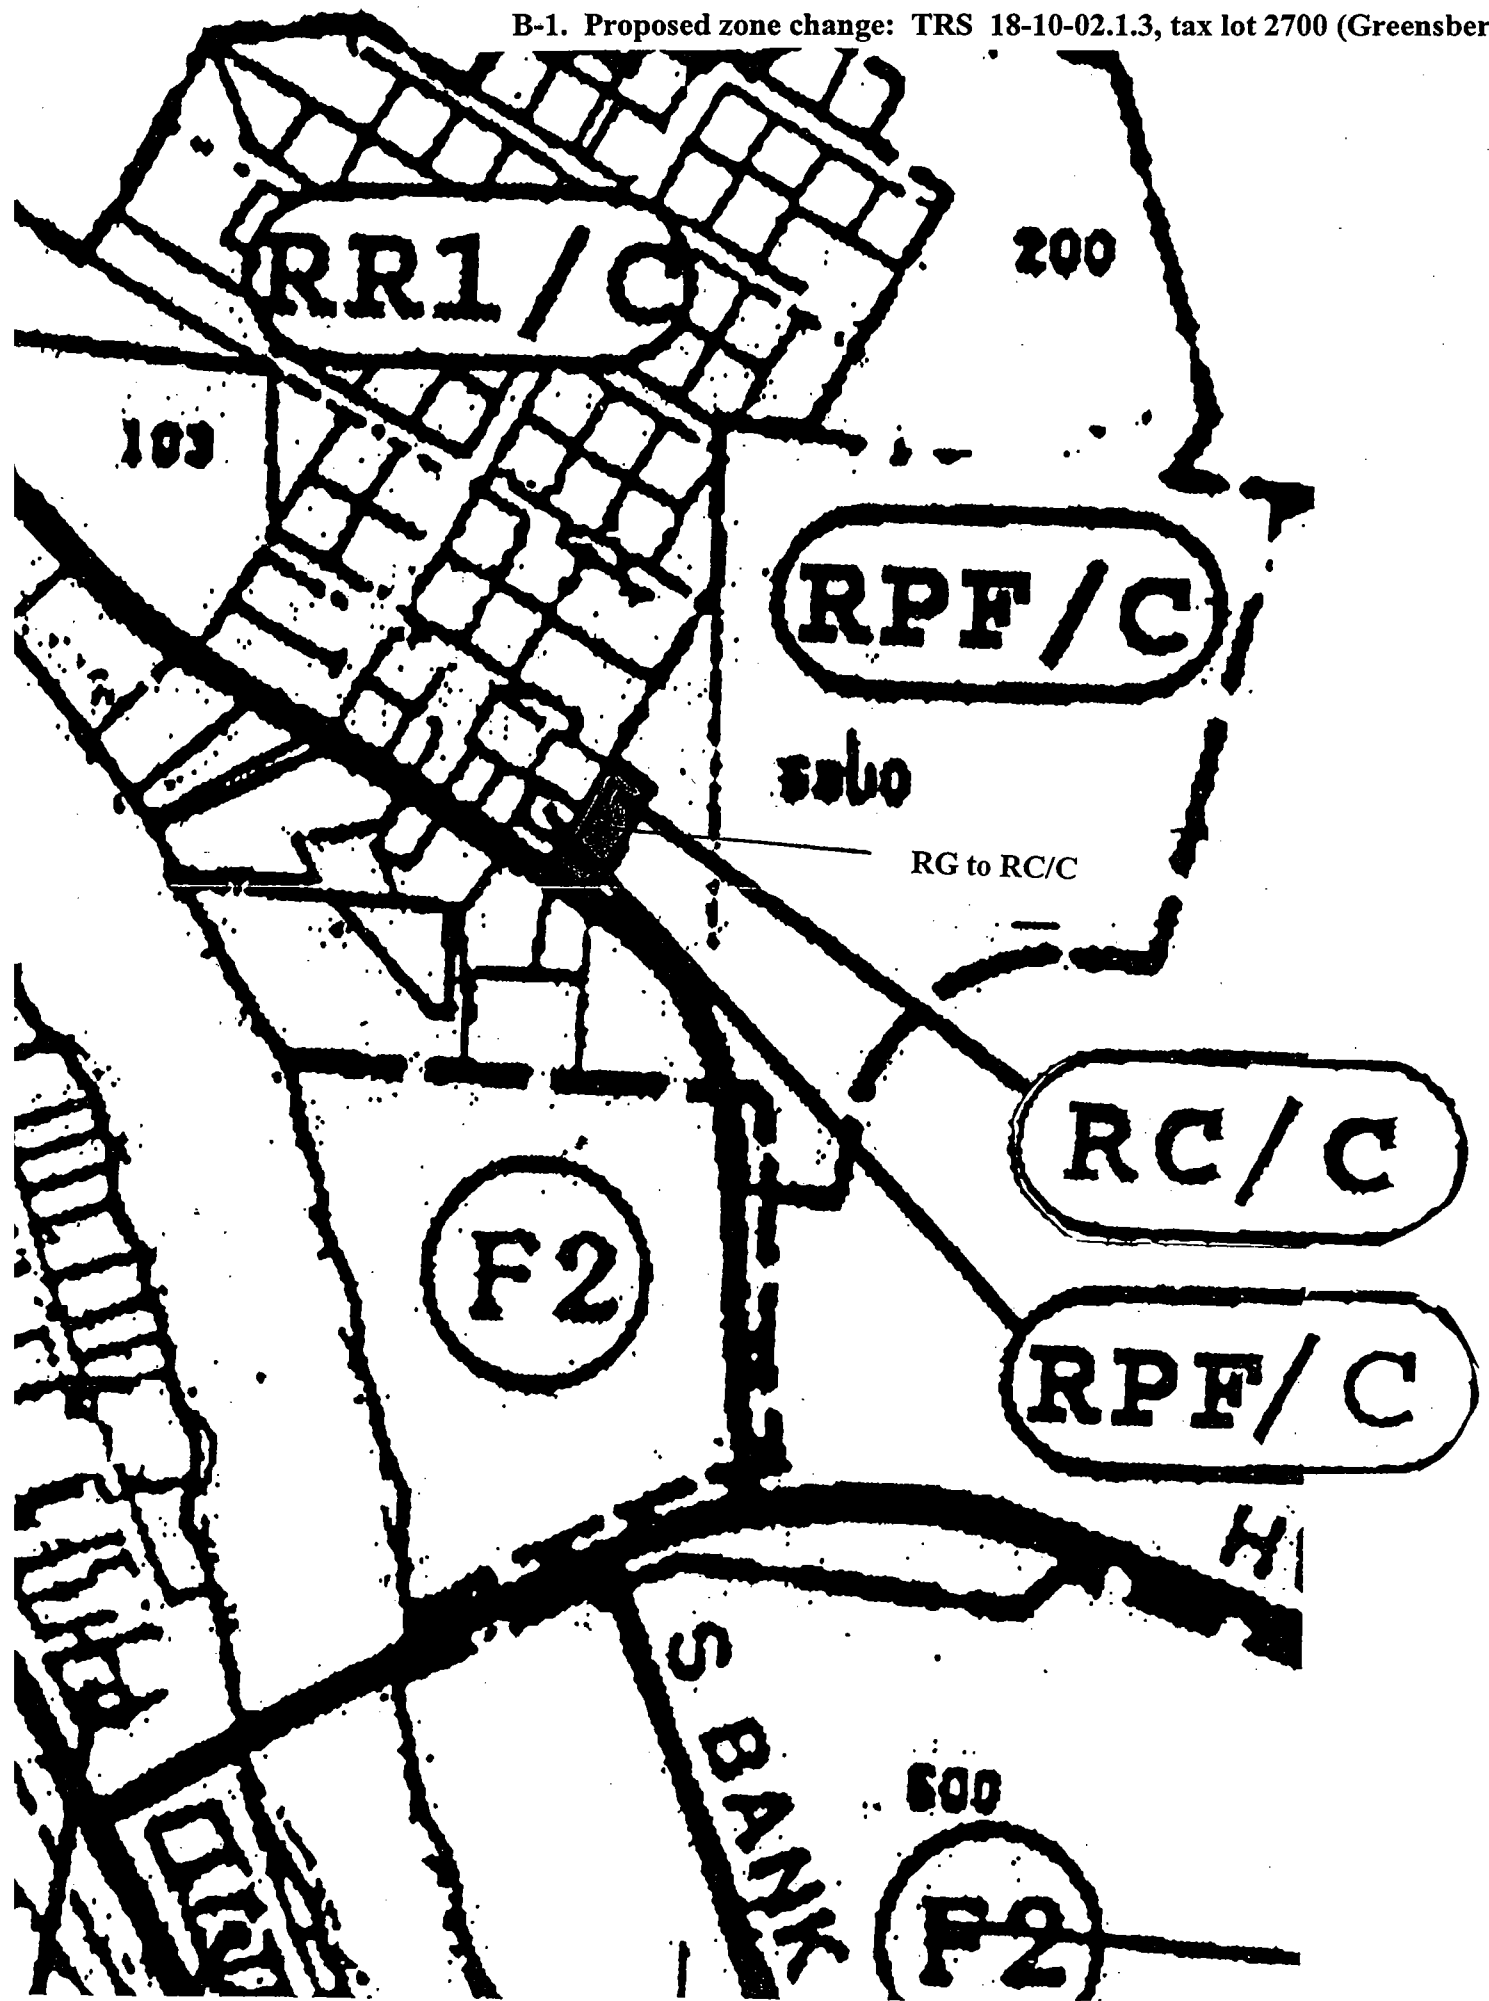 B-1. Proposed zone change: TRS 18-10-02.1.3, tax lot 2700 (Greensber
200
RR1/C
103
RPF/C
RG to RC/C
RC/C
F2
RPF/C
H
S BANK
600
F2